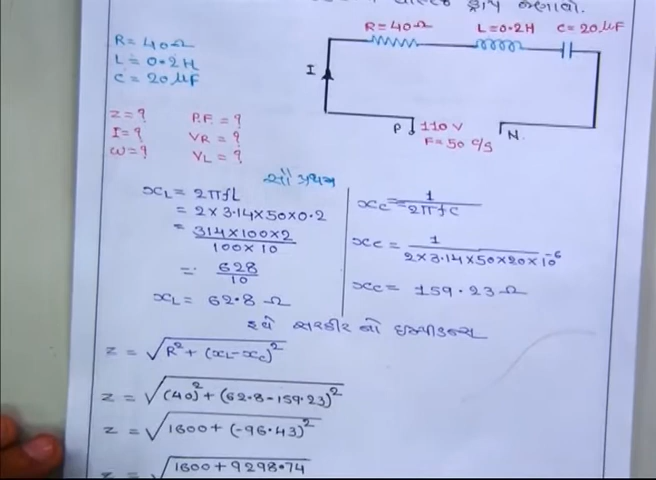 ડ્રોપ જણાવો.
R=40Ω L=0.2H C=20μF
R=40Ω
L=0.2H
C=20μF
I
Z=?
I=?
ω=?
P.F.=?
VR=?
VL=?
P 110 V N
F=50 c/s
સૌ પ્રથમ
xL = 2πfL
= 2×3.14×50×0.2
= 314×100×2 / 100×10
= 628 / 10
xL = 62.8 Ω
xc = 1 / 2πfc
xc = 1 / 2×3.14×50×20×10⁻⁶
xc = 159.23 Ω
હવે સરકીટ નો ઇમ્પીડન્સ
Z = √R² + (xL-xc)²
Z = √(40)² + (62.8-159.23)²
Z = √1600+(-96.43)²
Z = √1600+9298.74